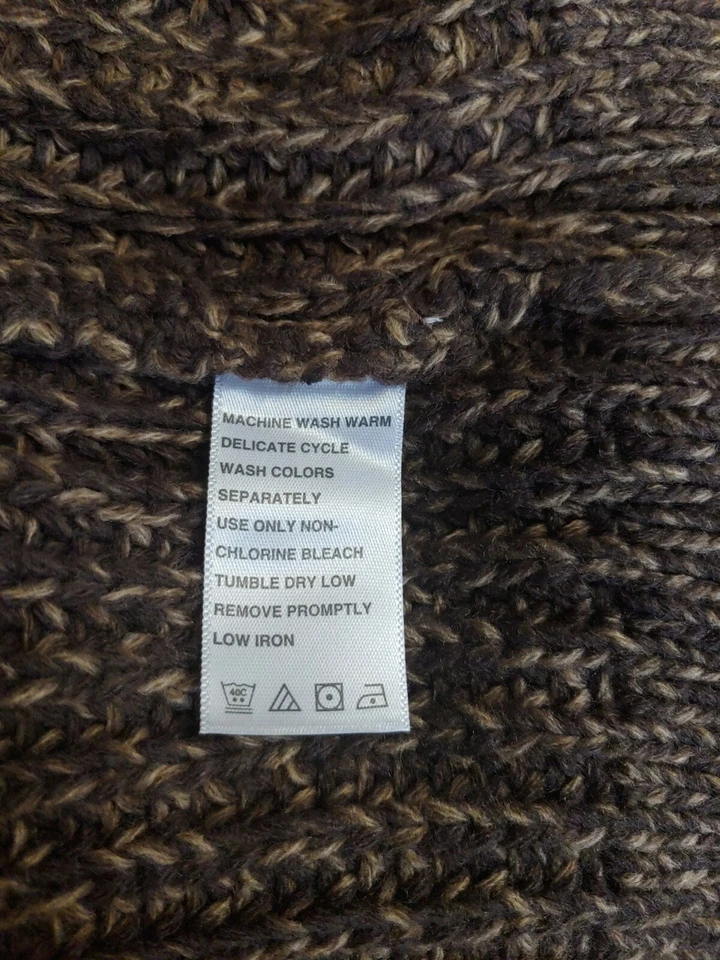 MACHINE WASH WARM
DELICATE CYCLE
WASH COLORS
SEPARATELY
USE ONLY NON-
CHLORINE BLEACH
TUMBLE DRY LOW
REMOVE PROMPTLY
LOW IRON
40C